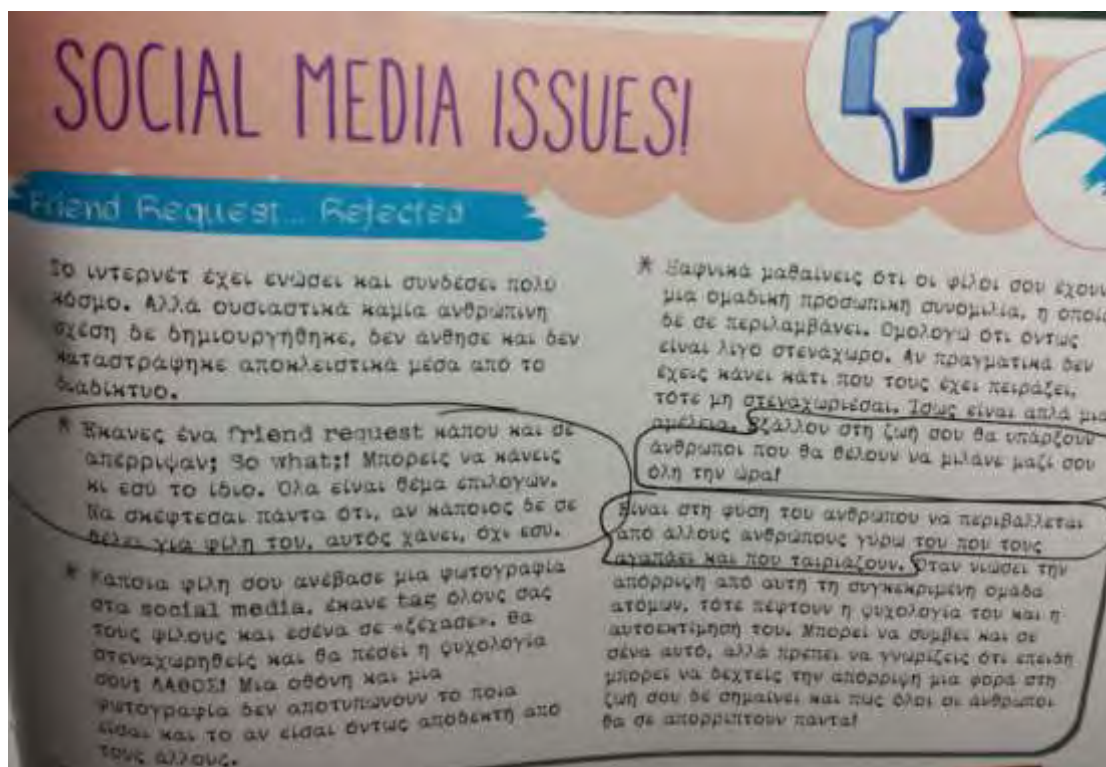 SOCIAL MEDIA ISSUES!
Friend Request... Rejected
Το ιντερνέτ έχει ενώσει και συνδέσει πολύ
κόσμο. Αλλά ουσιαστικά καμία ανθρώπινη
σχέση δε δημιουργήθηκε, δεν άνθησε και δεν
καταστράφηκε αποκλειστικά μέσα από το
διαδίκτυο.
* Έκανες ένα friend request κάπου και σε
απέρριψαν; So what;! Μπορείς να κάνεις
κι εσύ το ίδιο. Όλα είναι θέμα επιλογών.
Να σκέφτεσαι πάντα ότι, αν κάποιος δε σε
θέλει για φίλη του, αυτός χάνει, όχι εσύ.
* Κάποια φίλη σου ανέβασε μια φωτογραφία
στα social media, έκανε tag όλους σας
τους φίλους και εσένα σε «ξέχασε». Θα
στεναχωρηθείς και θα πέσει η ψυχολογία
σου; ΛΑΘΟΣ! Μια οθόνη και μια
φωτογραφία δεν αποτυπώνουν το ποια
είσαι και το αν είσαι όντως αποδεκτή από
τους άλλους.
* Ξαφνικά μαθαίνεις ότι οι φίλοι σου έχουν
μια ομαδική προσωπική συνομιλία, η οποία
δε σε περιλαμβάνει. Ομολογώ ότι όντως
είναι λίγο στενάχωρο. Αν πραγματικά δεν
έχεις κάνει κάτι που τους έχει πειράξει,
τότε μη στεναχωριέσαι. Ίσως είναι απλά μια
αμέλεια. Εξάλλου στη ζωή σου θα υπάρξουν
άνθρωποι που θα θέλουν να μιλάνε μαζί σου
όλη την ώρα!
Είναι στη φύση του ανθρώπου να περιβάλλεται
από άλλους ανθρώπους γύρω του που τους
αγαπάει και που ταιριάζουν. Όταν νιώσει την
απόρριψη από αυτή τη συγκεκριμένη ομάδα
ατόμων, τότε πέφτουν η ψυχολογία του και η
αυτοεκτίμησή του. Μπορεί να συμβεί και σε
σένα αυτό, αλλά πρέπει να γνωρίζεις ότι επειδή
μπορεί να δεχτείς την απόρριψη μια φορά στη
ζωή σου δε σημαίνει και πως όλοι οι άνθρωποι
θα σε απορρίπτουν πάντα!